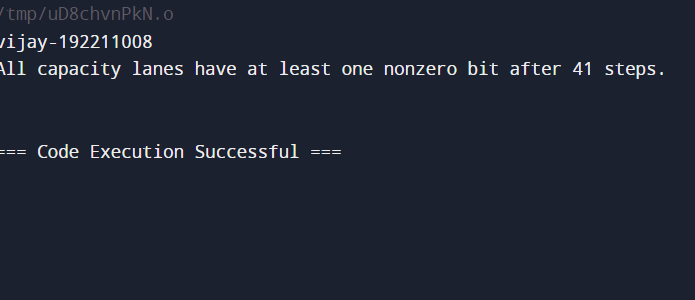 /tmp/uD8chvnPkN.o
vijay-192211008
All capacity lanes have at least one nonzero bit after 41 steps.
=== Code Execution Successful ===